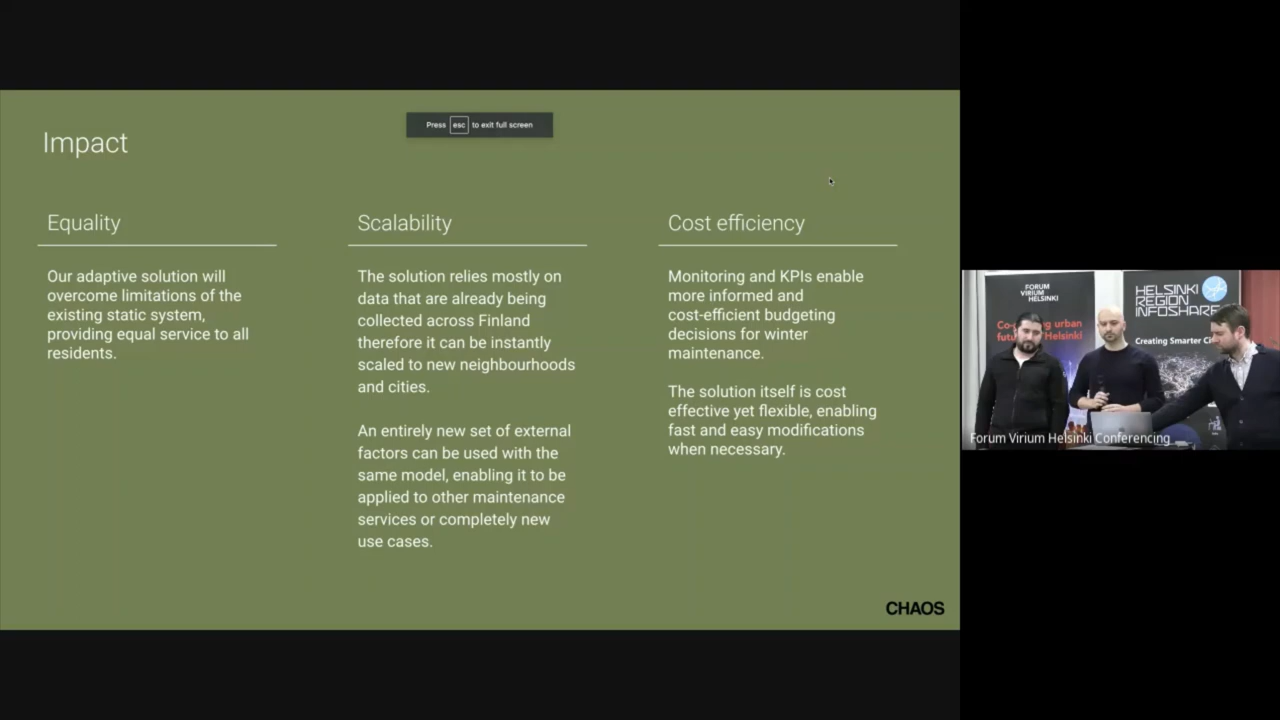 Impact
Press esc to exit full screen
Equality
Our adaptive solution will
overcome limitations of the
existing static system,
providing equal service to all
residents.
Scalability
The solution relies mostly on
data that are already being
collected across Finland
therefore it can be instantly
scaled to new neighbourhoods
and cities.
An entirely new set of external
factors can be used with the
same model, enabling it to be
applied to other maintenance
services or completely new
use cases.
Cost efficiency
Monitoring and KPIs enable
more informed and
cost-efficient budgeting
decisions for winter
maintenance.
The solution itself is cost
effective yet flexible, enabling
fast and easy modifications
when necessary.
CHAOS
FORUM
VIRIUM
HELSINKI
urban
Helsinki
HELSINKI
REGION
INFOSHARE
Creating Smarter
Forum Virium Helsinki Conferencing